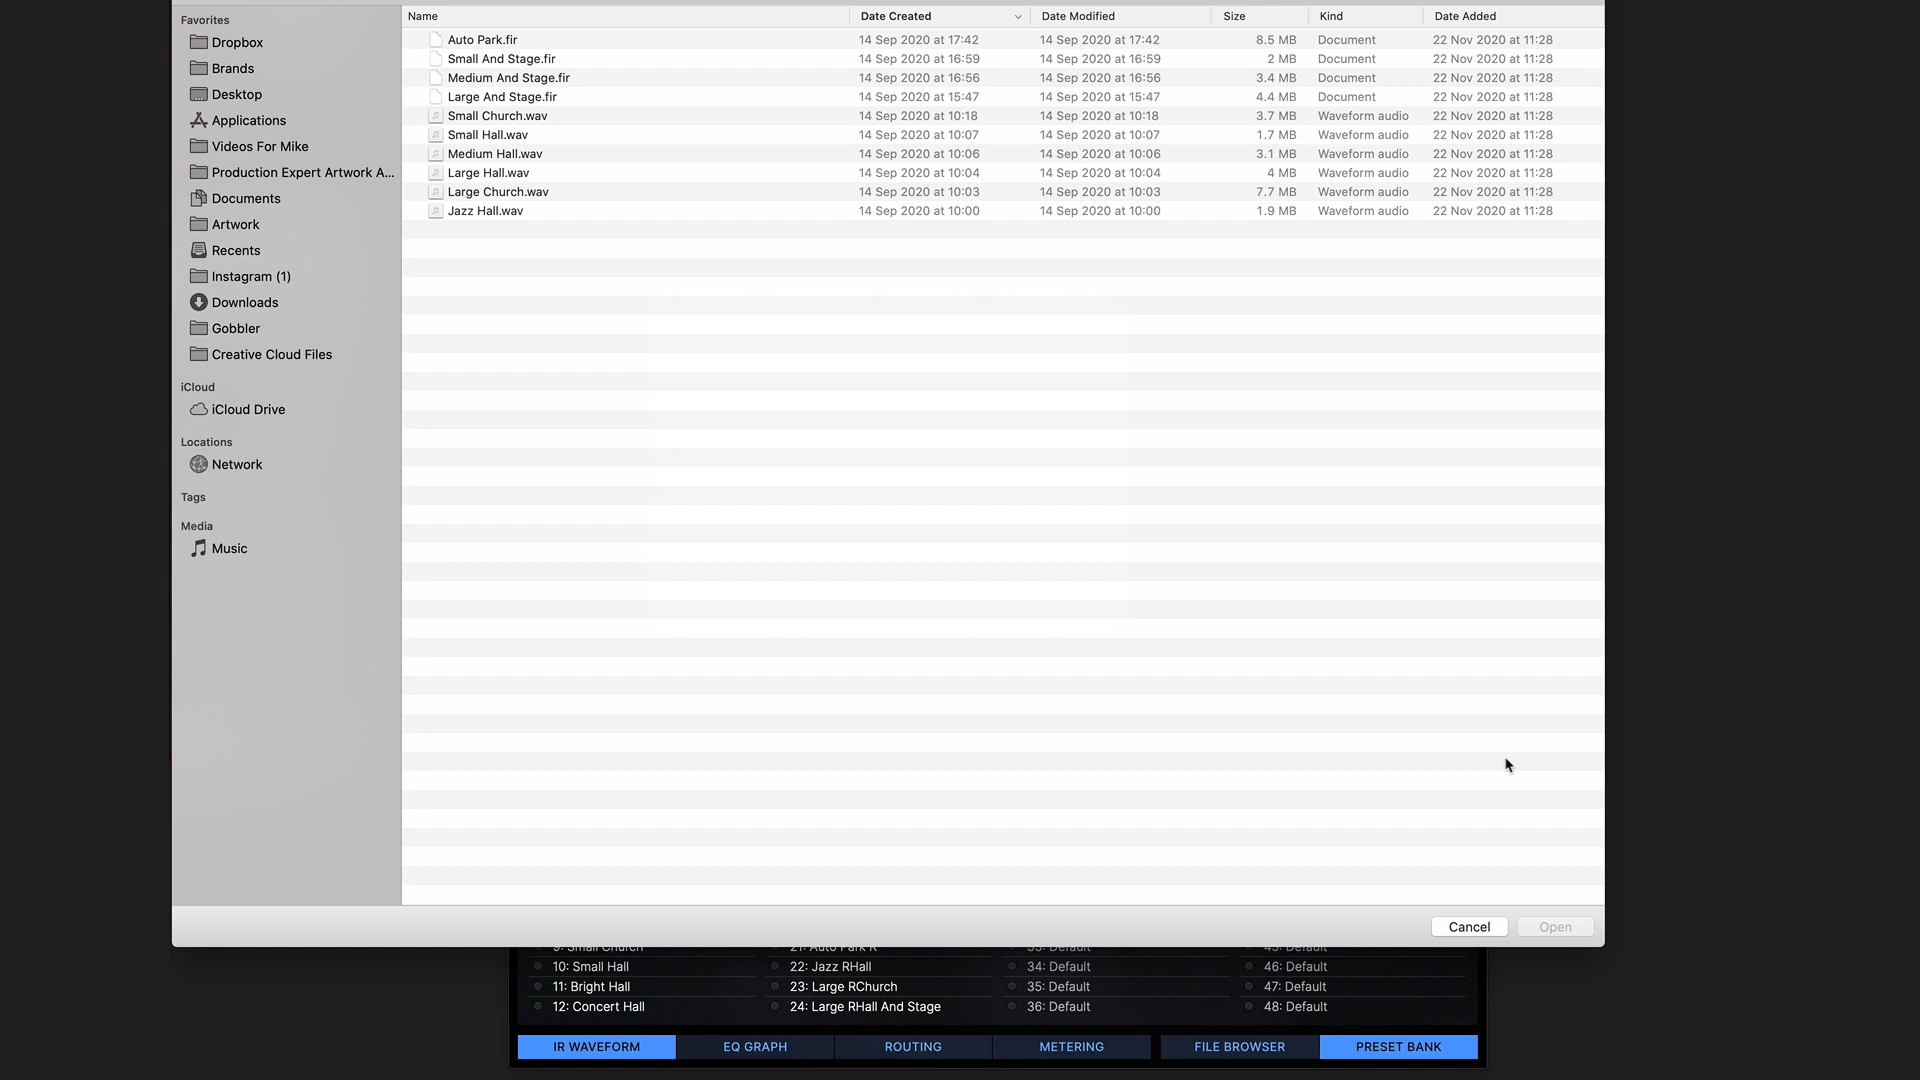 Favorites
Dropbox
Brands
Desktop
Applications
Videos For Mike
Production Expert Artwork A...
Documents
Artwork
Recents
Instagram (1)
Downloads
Gobbler
Creative Cloud Files
iCloud
iCloud Drive
Locations
Network
Tags
Media
Music
Name Date Created Date Modified Size Kind Date Added
Auto Park.fir 14 Sep 2020 at 17:42 14 Sep 2020 at 17:42 8.5 MB Document 22 Nov 2020 at 11:28
Small And Stage.fir 14 Sep 2020 at 16:59 14 Sep 2020 at 16:59 2 MB Document 22 Nov 2020 at 11:28
Medium And Stage.fir 14 Sep 2020 at 16:56 14 Sep 2020 at 16:56 3.4 MB Document 22 Nov 2020 at 11:28
Large And Stage.fir 14 Sep 2020 at 15:47 14 Sep 2020 at 15:47 4.4 MB Document 22 Nov 2020 at 11:28
Small Church.wav 14 Sep 2020 at 10:18 14 Sep 2020 at 10:18 3.7 MB Waveform audio 22 Nov 2020 at 11:28
Small Hall.wav 14 Sep 2020 at 10:07 14 Sep 2020 at 10:07 1.7 MB Waveform audio 22 Nov 2020 at 11:28
Medium Hall.wav 14 Sep 2020 at 10:06 14 Sep 2020 at 10:06 3.1 MB Waveform audio 22 Nov 2020 at 11:28
Large Hall.wav 14 Sep 2020 at 10:04 14 Sep 2020 at 10:04 4 MB Waveform audio 22 Nov 2020 at 11:28
Large Church.wav 14 Sep 2020 at 10:03 14 Sep 2020 at 10:03 7.7 MB Waveform audio 22 Nov 2020 at 11:28
Jazz Hall.wav 14 Sep 2020 at 10:00 14 Sep 2020 at 10:00 1.9 MB Waveform audio 22 Nov 2020 at 11:28
Cancel Open
9: Small Church 21: Auto Park R 33: Default 45: Default
10: Small Hall 22: Jazz RHall 34: Default 46: Default
11: Bright Hall 23: Large RChurch 35: Default 47: Default
12: Concert Hall 24: Large RHall And Stage 36: Default 48: Default
IR WAVEFORM EQ GRAPH ROUTING METERING FILE BROWSER PRESET BANK